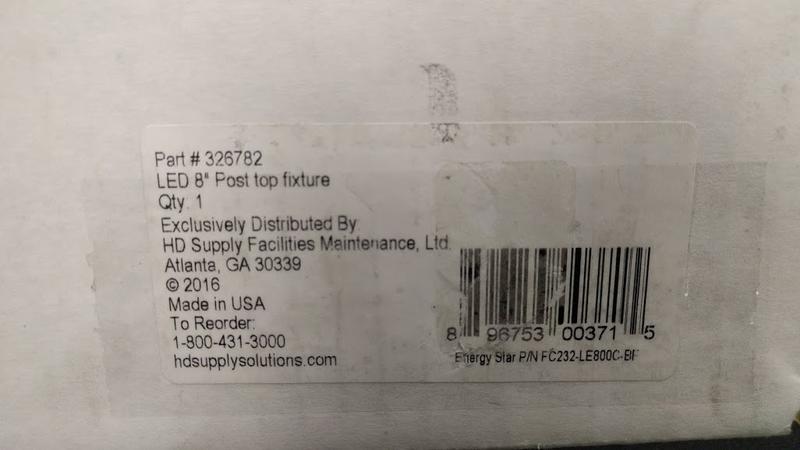 Part # 326782
LED 8" Post top fixture
Qty: 1
Exclusively Distributed By:
HD Supply Facilities Maintenance, Ltd.
Atlanta, GA 30339
© 2016
Made in USA
To Reorder:
1-800-431-3000
hdsupplysolutions.com
8 96753 00371 5
Energy Star P/N FC232-LE800C-BF